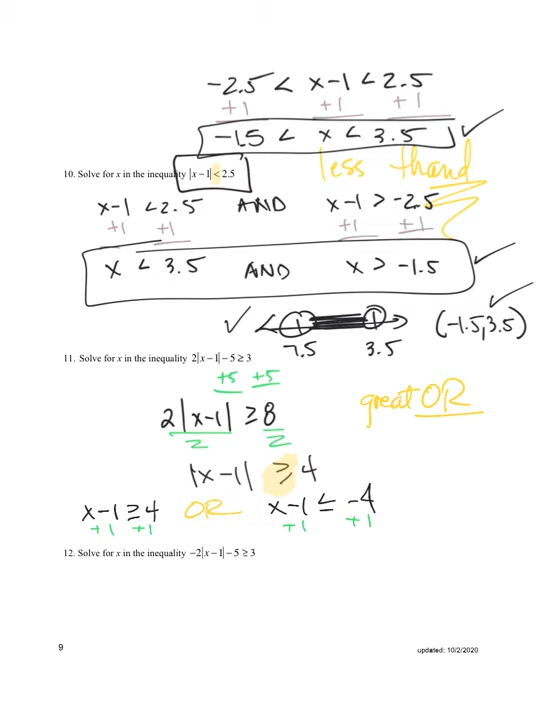 -2.5 < x-1 < 2.5
+1 +1 +1
-1.5 < x < 3.5
10. Solve for x in the inequality |x − 1| < 2.5
less thand
x-1 < 2.5 AND x-1 > -2.5
+1 +1 +1 +1
x < 3.5 AND x > -1.5
(-1.5, 3.5)
3.5
11. Solve for x in the inequality 2|x − 1| − 5 ≥ 3
+5 +5
2|x-1| ≥ 8
2 2
great OR
|x-1| ≥ 4
x-1 ≥ 4 OR x-1 ≤ -4
+1 +1 +1 +1
12. Solve for x in the inequality −2|x − 1| − 5 ≥ 3
9
updated: 10/2/2020